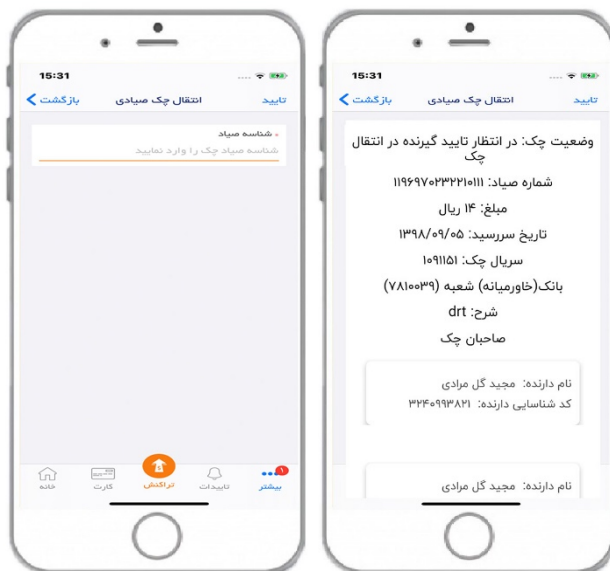 15:31
بازگشت
انتقال چک صیادی
تایید
* شناسه صیاد
شناسه صیاد چک را وارد نمایید
خانه
کارت
تراکنش
تاییدات
بیشتر
۱
15:31
بازگشت
انتقال چک صیادی
تایید
وضعیت چک: در انتظار تایید گیرنده در انتقال
چک
شماره صیاد: ۱۱۹۶۹۷۰۲۳۲۲۱۰۱۱۱
مبلغ: ۱۴ ریال
تاریخ سررسید: ۱۳۹۸/۰۹/۰۵
سریال چک: ۱۰۹۱۱۵۱
بانک(خاورمیانه) شعبه (۷۸۱۰۰۳۹)
شرح: drt
صاحبان چک
نام دارنده: مجید گل مرادی
کد شناسایی دارنده: ۳۲۴۰۹۹۳۸۲۱
نام دارنده: مجید گل مرادی